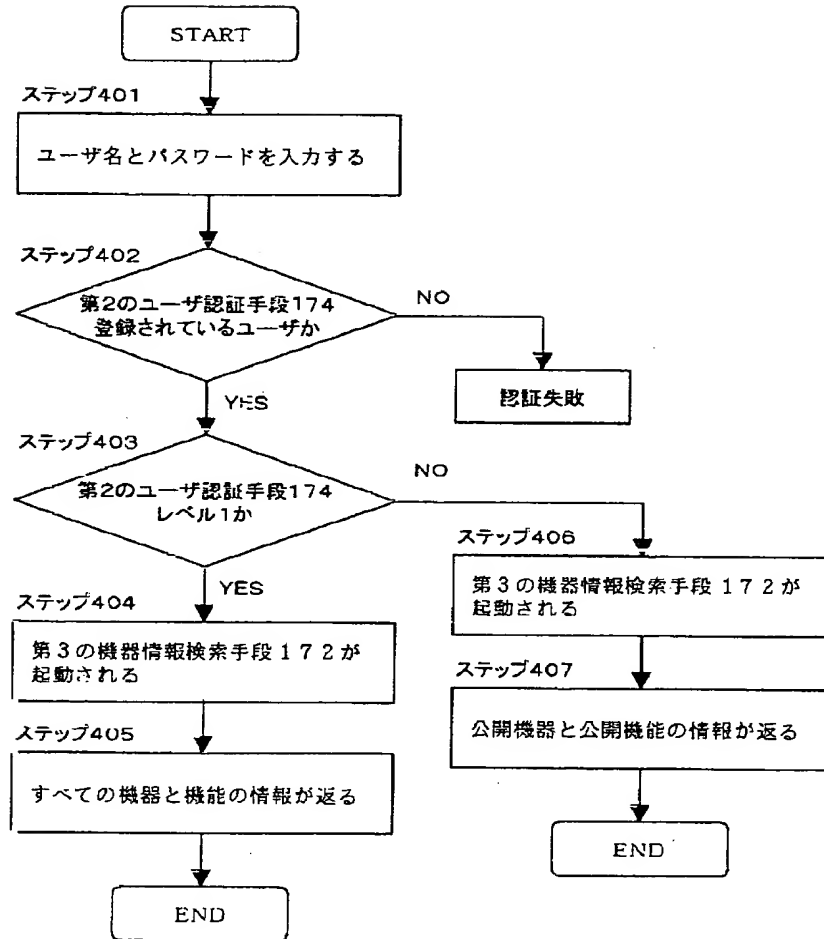 START
ステップ401
ユーザ名とパスワードを入力する
ステップ402
第2のユーザ認証手段174
登録されているユーザか
NO
認証失敗
YES
ステップ403
第2のユーザ認証手段174
レベル1か
NO
YES
ステップ404
第3の機器情報検索手段172が
起動される
ステップ405
すべての機器と機能の情報が返る
END
ステップ406
第3の機器情報検索手段172が
起動される
ステップ407
公開機器と公開機能の情報が返る
END